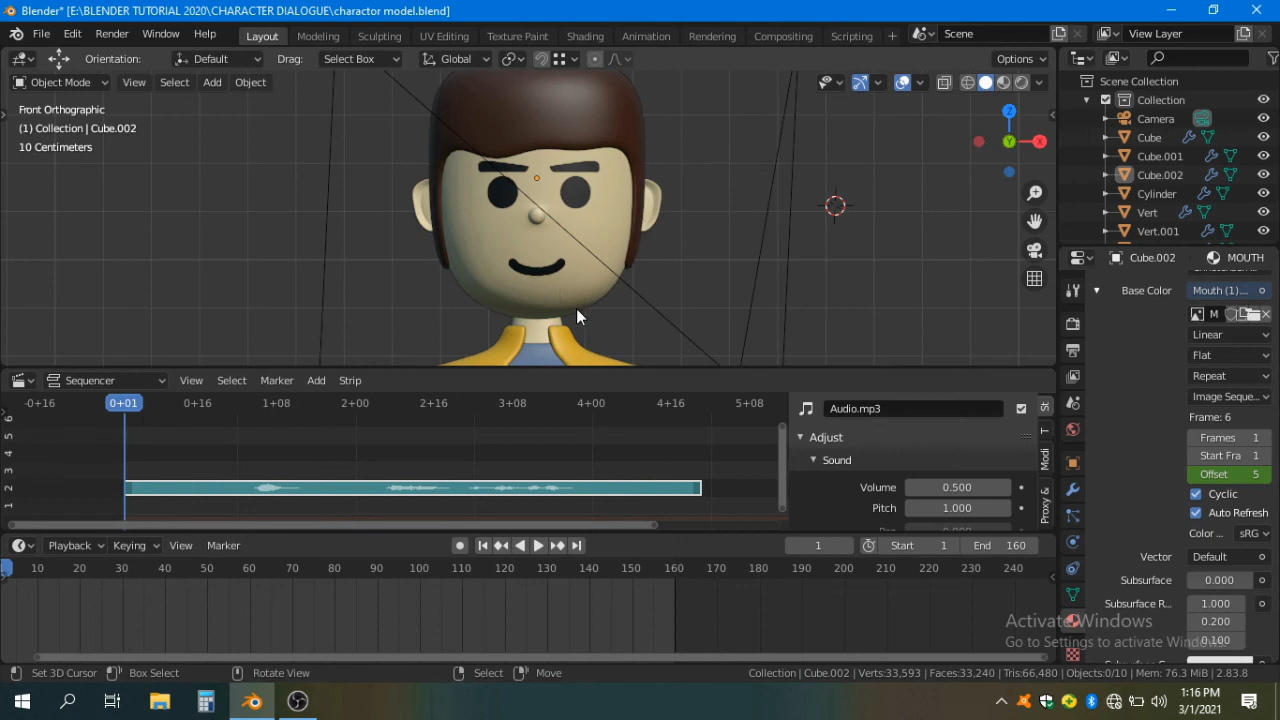 Blender* [E:\BLENDER TUTORIAL 2020\CHARACTER DIALOGUE\charactor model.blend]
File Edit Render Window Help Layout Modeling Sculpting UV Editing Texture Paint Shading Animation Rendering Compositing Scripting + Scene View Layer
Orientation: Default Drag: Select Box Global Options
Object Mode View Select Add Object
Front Orthographic
(1) Collection | Cube.002
10 Centimeters
Z
X
Y
Scene Collection
Collection
Camera
Cube
Cube.001
Cube.002
Cylinder
Vert
Vert.001
Cube.002 MOUTH
Base Color Mouth (1)....
M
Linear
Flat
Repeat
Image Seque...
Frame: 6
Frames 1
Start Fra 1
Offset 5
Cyclic
Auto Refresh
Color ... sRG
Vector Default
Subsurface 0.000
Subsurface R... 1.000
0.200
0.100
Sequencer View Select Marker Add Strip
-0+16 0+01 0+16 1+08 2+00 2+16 3+08 4+00 4+16 5+08
6
5
4
3
2
1
Audio.mp3
Adjust
Sound
Volume 0.500
Pitch 1.000
T
Modi
Proxy &
Playback Keying View Marker 1 Start 1 End 160
10 20 30 40 50 60 70 80 90 100 110 120 130 140 150 160 170 180 190 200 210 220 230 240
Activate Windows
Go to Settings to activate Windows.
Set 3D Cursor Box Select Rotate View Select Move Collection | Cube.002 | Verts:33,593 | Faces:33,240 | Tris:66,480 | Objects:0/10 | Mem: 76.3 MiB | 2.83.8
1:16 PM
3/1/2021